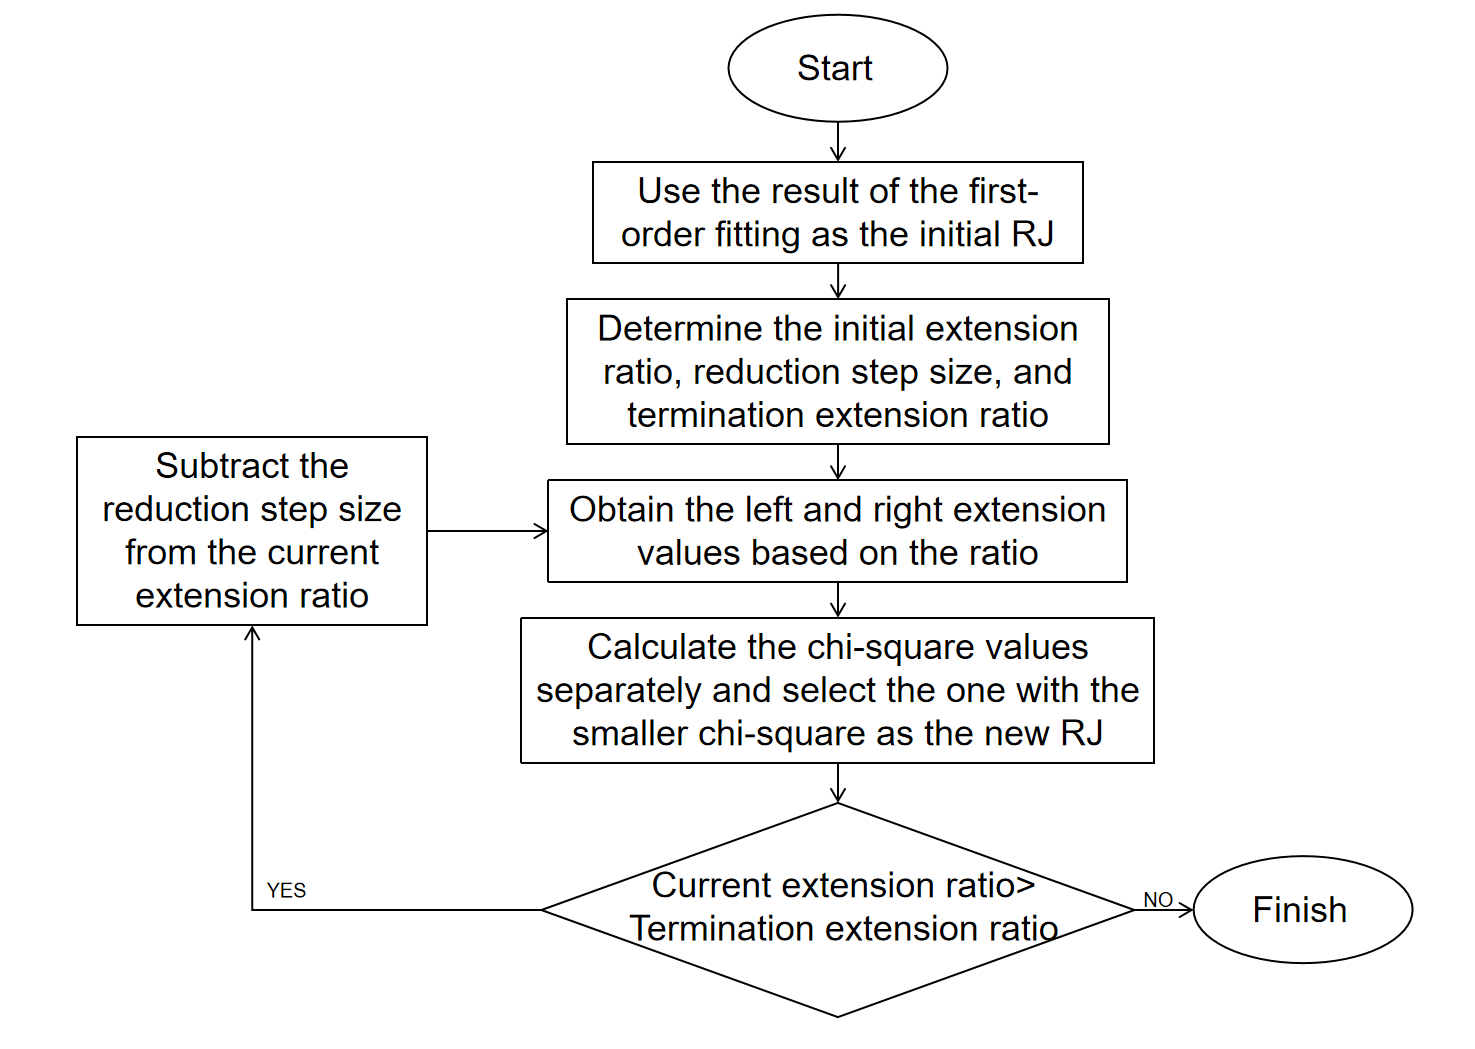 Start
Use the result of the first-
order fitting as the initial RJ
Determine the initial extension
ratio, reduction step size, and
termination extension ratio
Subtract the
reduction step size
from the current
extension ratio
Obtain the left and right extension
values based on the ratio
Calculate the chi-square values
separately and select the one with the
smaller chi-square as the new RJ
Current extension ratio>
Termination extension ratio
YES
NO
Finish